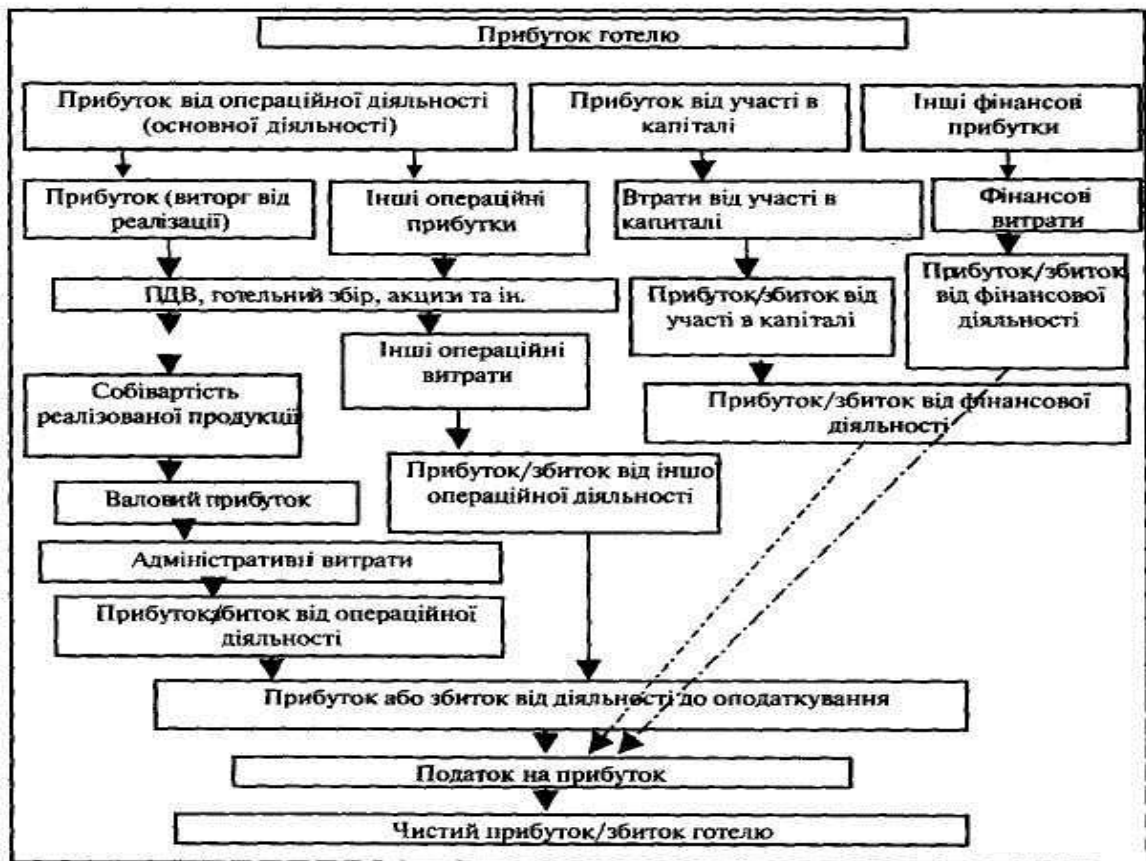 Прибуток готелю
Прибуток від операційної діяльності
(основної діяльності)
Прибуток від участі в
капіталі
Інші фінансові
прибутки
Прибуток (виторг від
реалізації)
Інші операційні
прибутки
Втрати від участі в
капиталі
Фінансові
витрати
ПДВ, готельний збір, акцизи та ін.
Прибуток/збиток від
участі в капіталі
Прибуток/збиток
від фінансової
діяльності
Інші операційні
витрати
Собівартість
реалізованої продукції
Прибуток/збиток від фінансової
діяльності
Прибуток/збиток від іншої
операційної діяльності
Валовий прибуток
Адміністративні витрати
Прибуток/збиток від операційної
діяльності
Прибуток або збиток від діяльності до оподаткування
Податок на прибуток
Чистий прибуток/збиток готелю